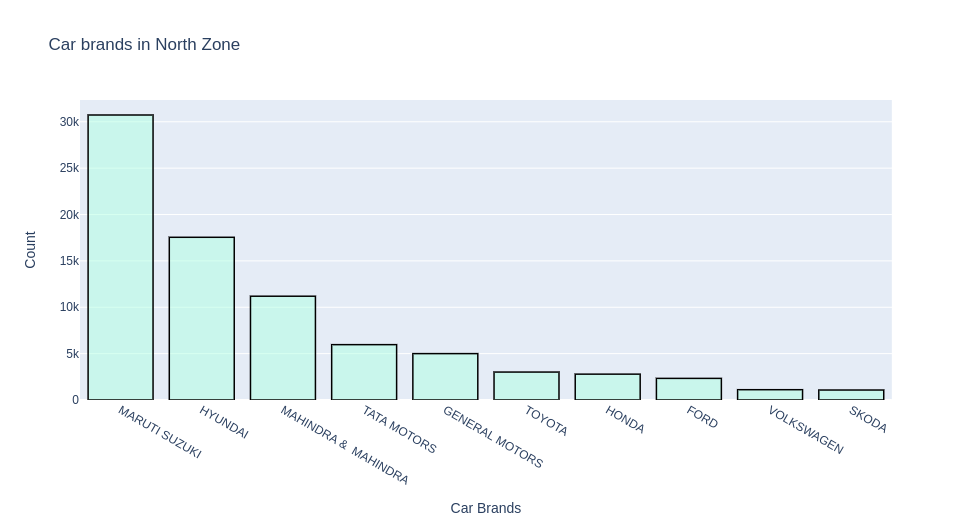 Car brands in North Zone
30k
25k
20k
15k
10k
5k
0
Count
MARUTI SUZUKI
HYUNDAI
MAHINDRA &  MAHINDRA
TATA MOTORS
GENERAL MOTORS
TOYOTA
HONDA
FORD
VOLKSWAGEN
SKODA
Car Brands